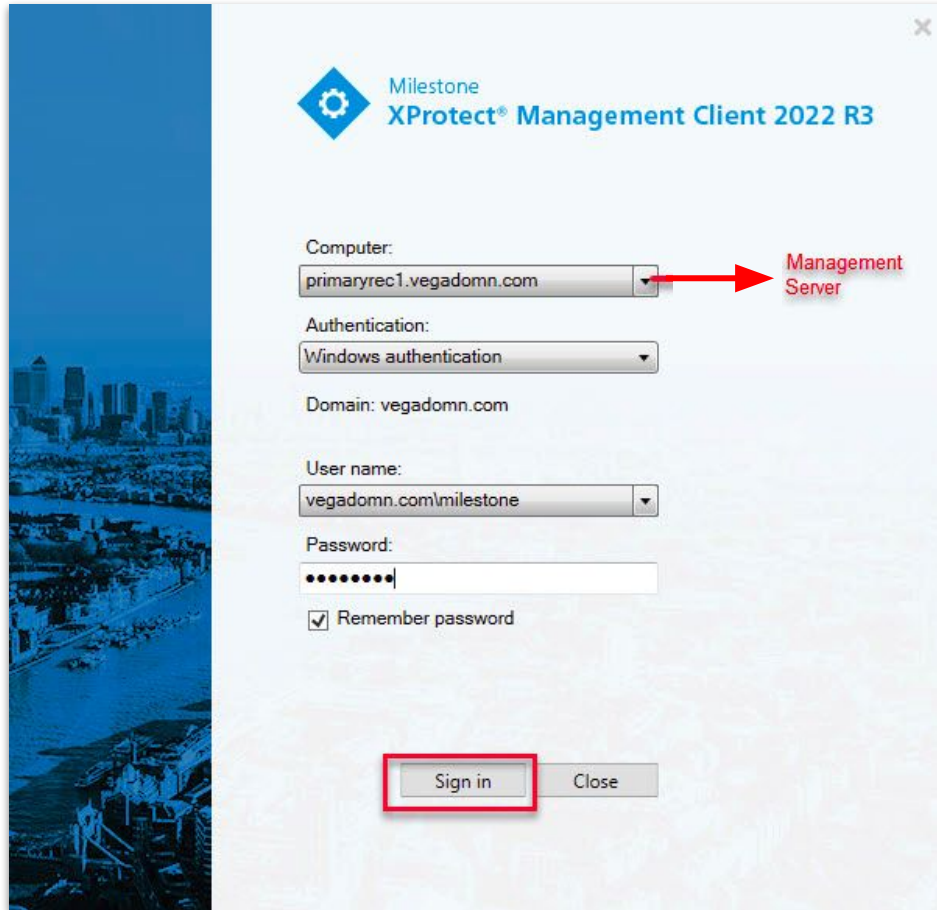 Milestone
XProtect® Management Client 2022 R3
Computer:
primaryrec1.vegadomn.com
Management
Server
Authentication:
Windows authentication
Domain: vegadomn.com
User name:
vegadomn.com\milestone
Password:
●●●●●●●●
Remember password
Sign in
Close